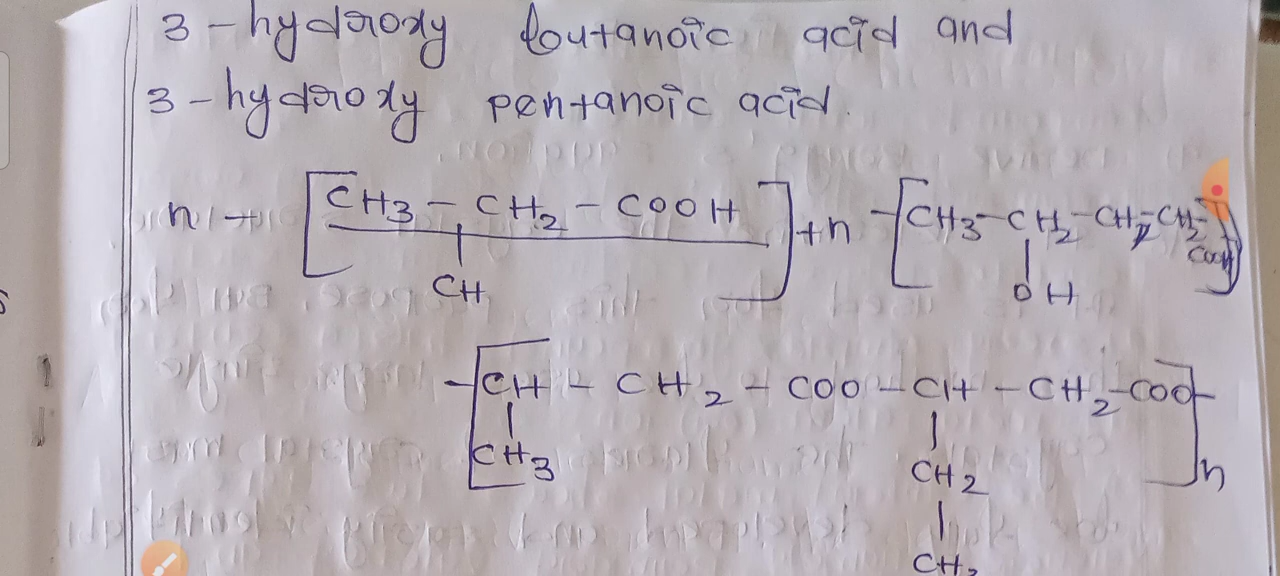 3-hydroxy butanoic acid and
3-hydroxy pentanoic acid.
n → [CH3 - CH2 - COOH] + n -[CH3 - CH2 - CH2 - CH2 - COOH]
CH
OH
-[CH - CH2 - COO - CH - CH2 - COO]-n
CH3
CH2
CH3